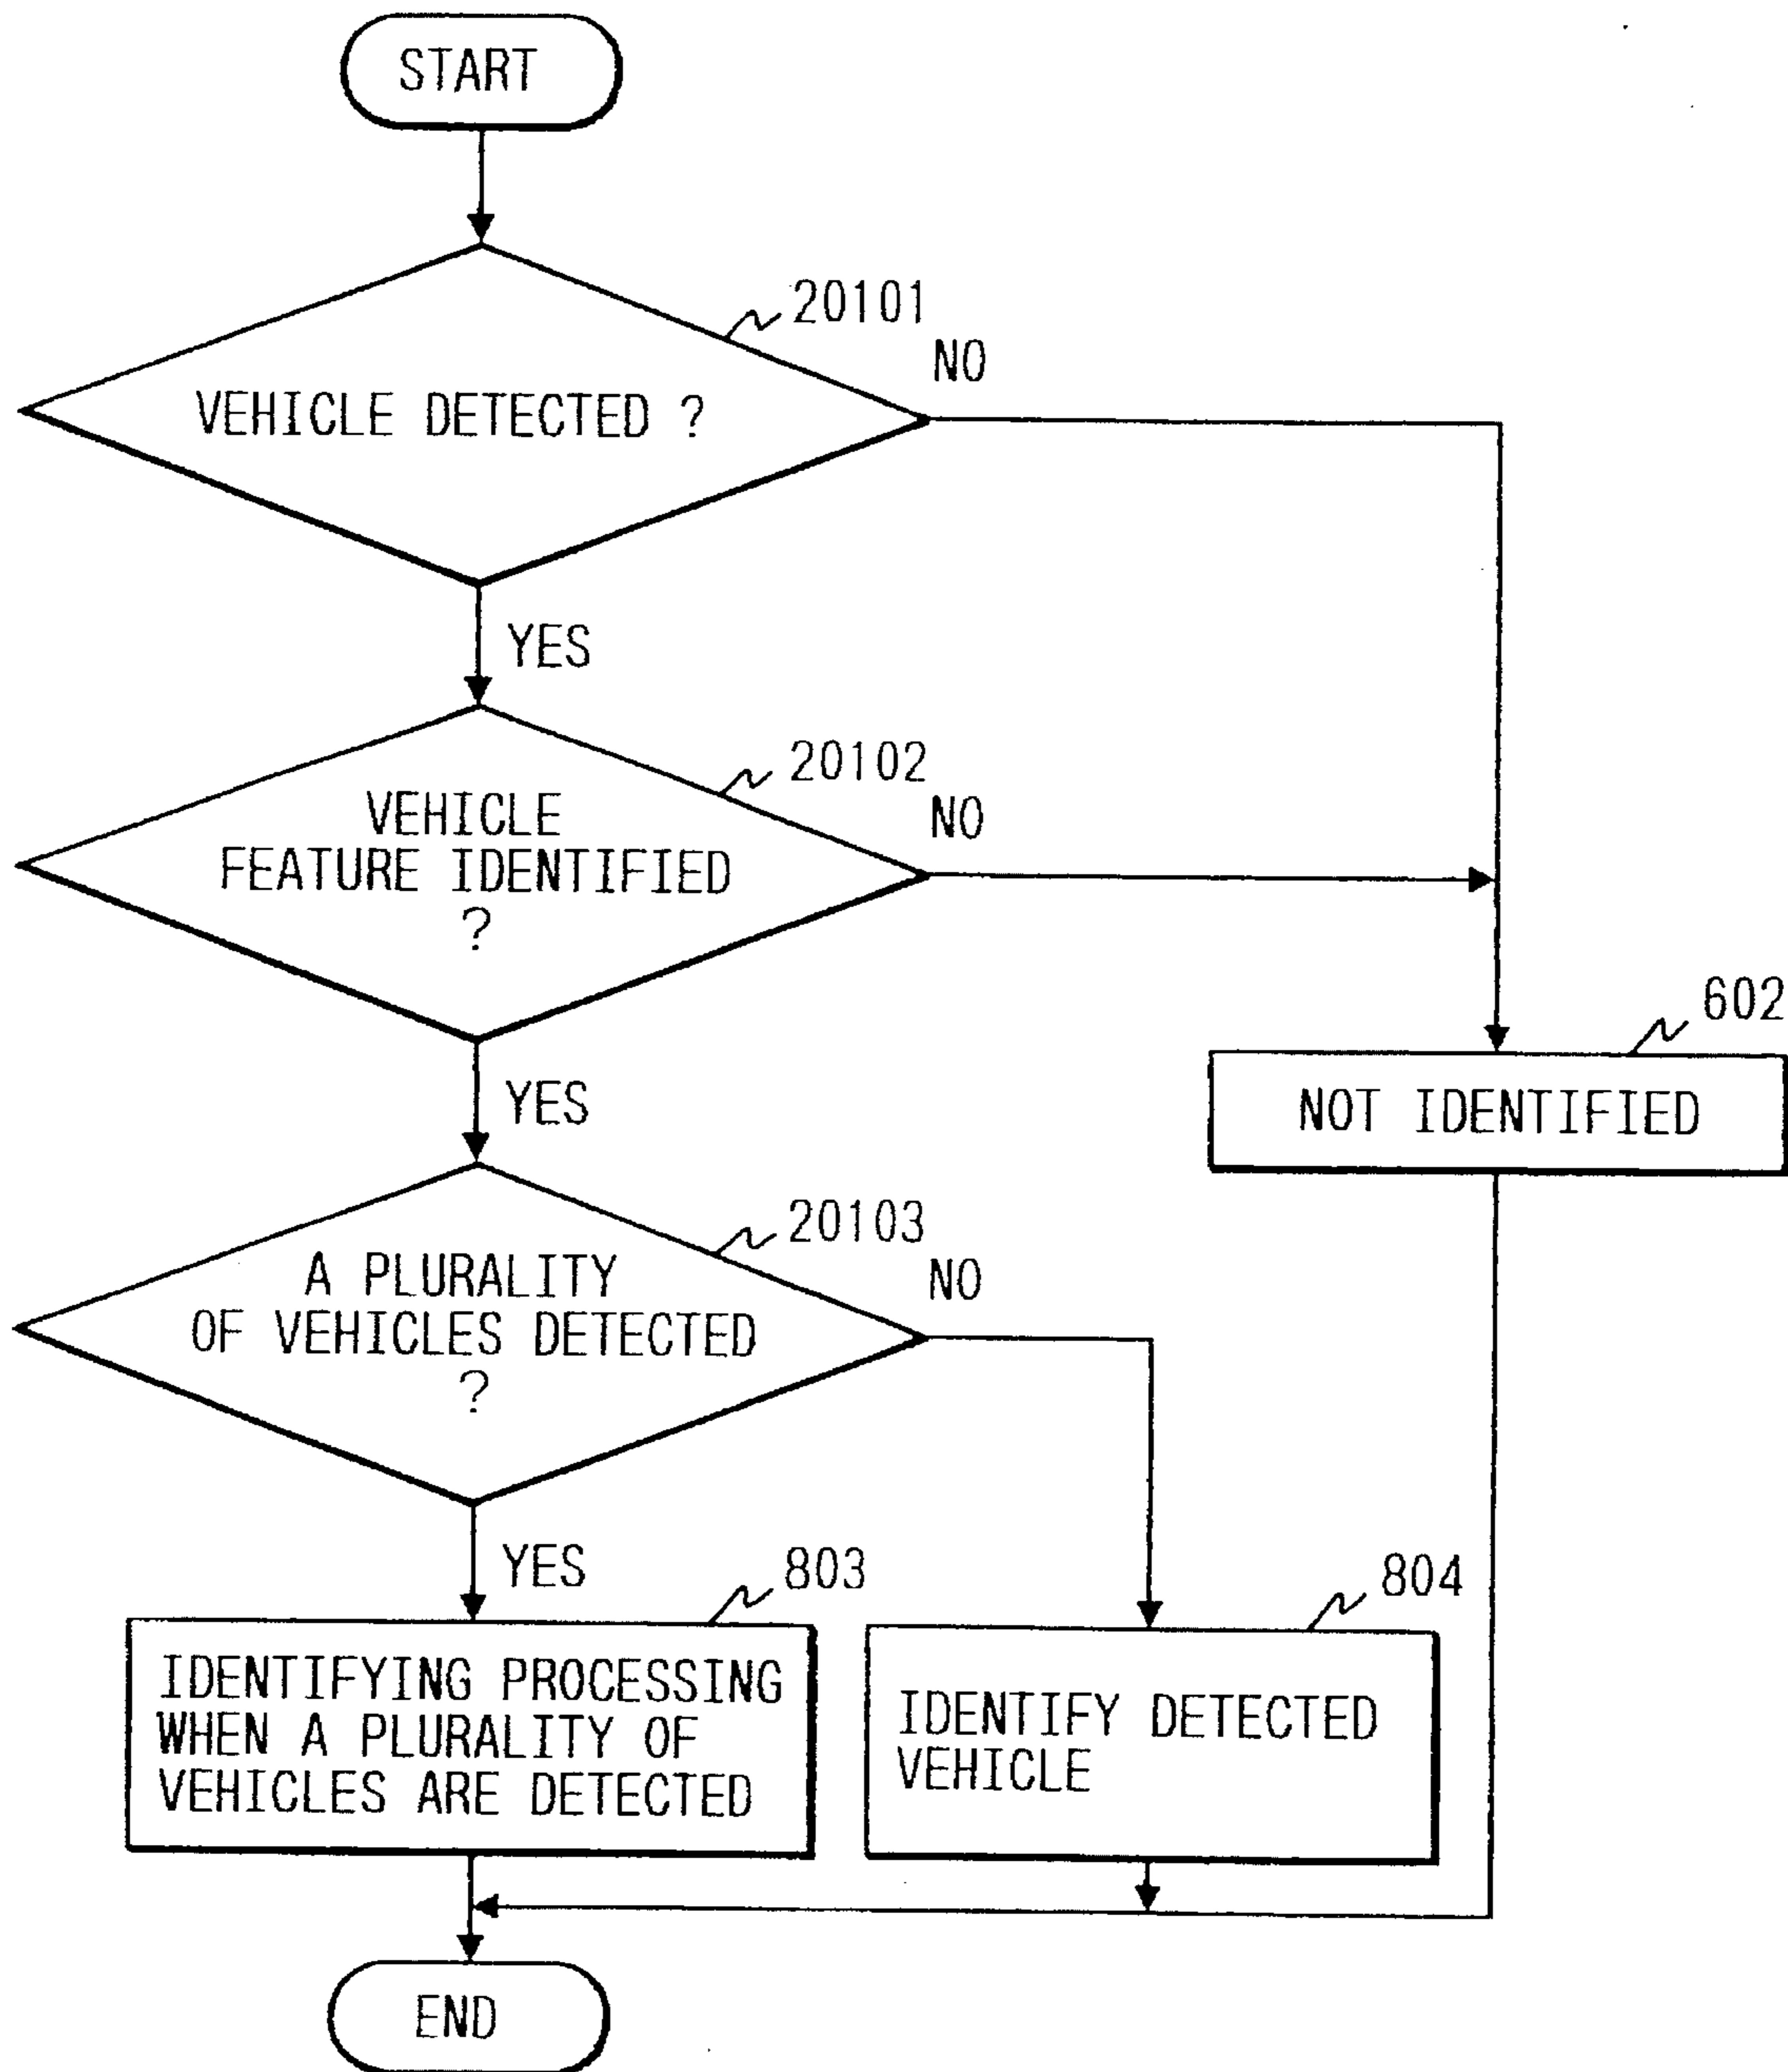 START
20101
NO
VEHICLE DETECTED ?
YES
20102
NO
VEHICLE
FEATURE IDENTIFIED
?
602
NOT IDENTIFIED
YES
20103
NO
A PLURALITY
OF VEHICLES DETECTED
?
YES
803
804
IDENTIFYING PROCESSING
WHEN A PLURALITY OF
VEHICLES ARE DETECTED
IDENTIFY DETECTED
VEHICLE
END